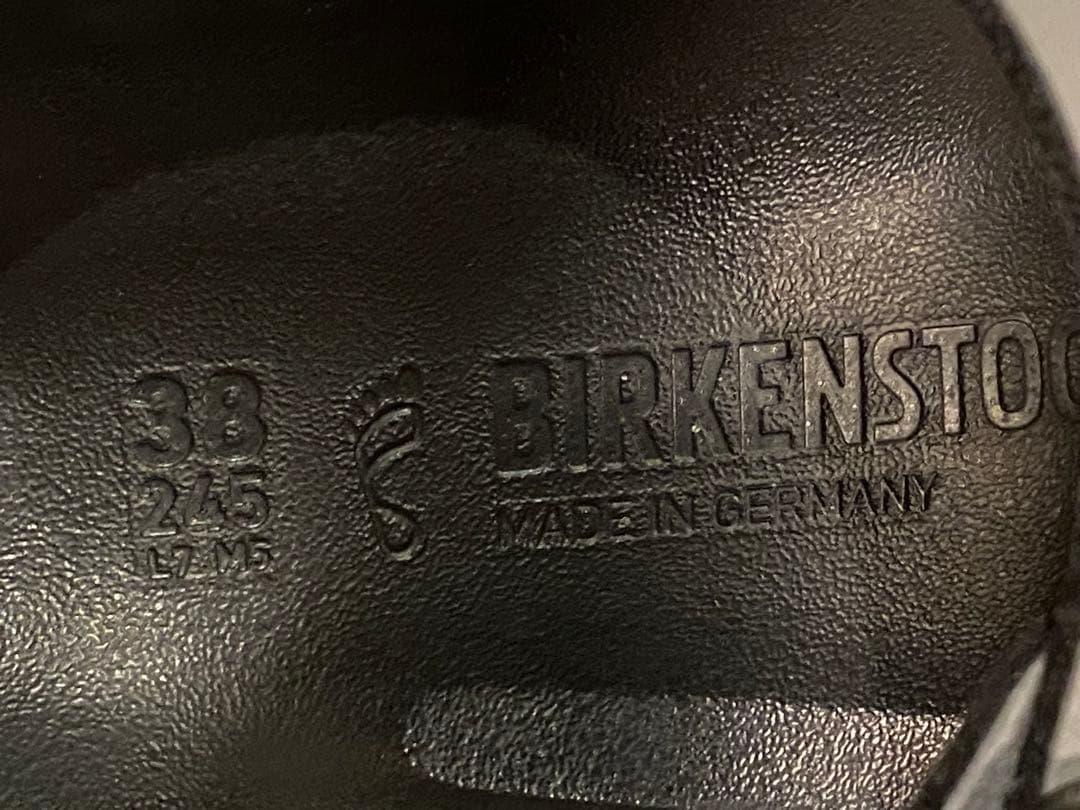 38
245
L7 M5
BIRKENSTOC
MADE IN GERMANY